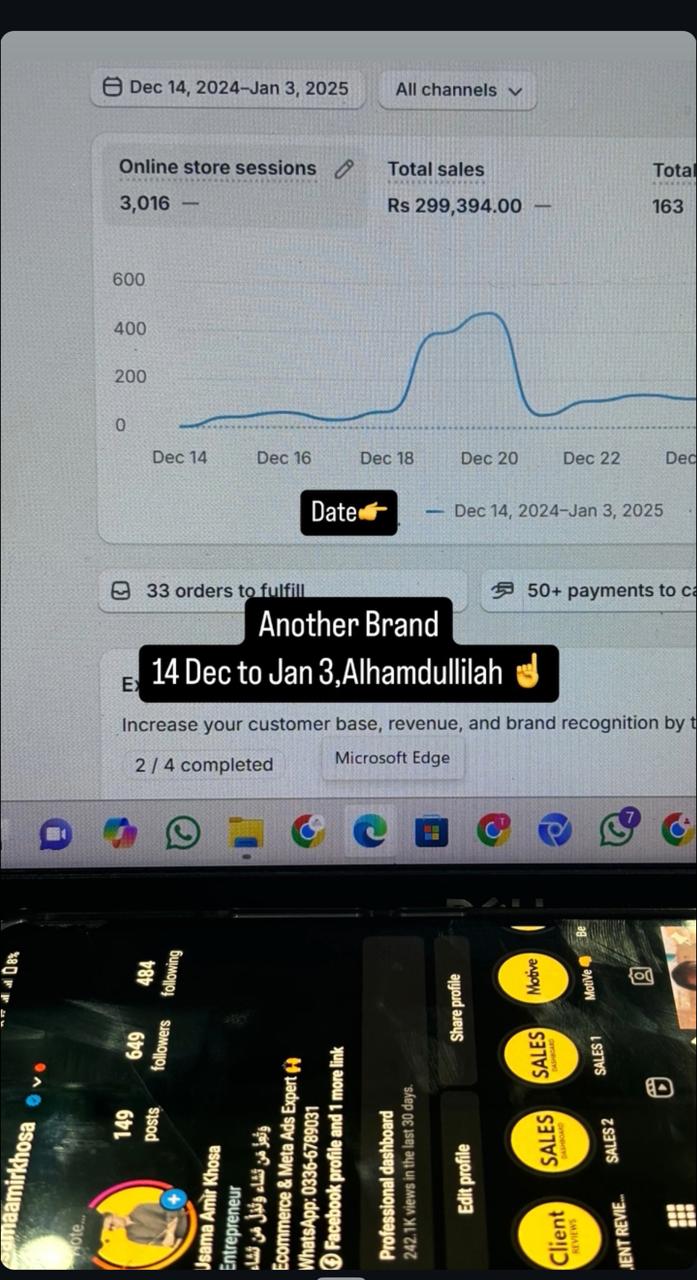 Dec 14, 2024–Jan 3, 2025
All channels
Online store sessions
3,016 —
Total sales
Rs 299,394.00 —
Total
163
600
400
200
0
Dec 14
Dec 16
Dec 18
Dec 20
Dec 22
Dec
Date👉
Dec 14, 2024–Jan 3, 2025
33 orders to fulfill
50+ payments to ca
Another Brand
14 Dec to Jan 3,Alhamdullilah ☝️
Increase your customer base, revenue, and brand recognition by t
2 / 4 completed
Microsoft Edge
7
DELL
8%
maamirkhosa
149
posts
649
followers
484
following
Usama Amir Khosa
Entrepreneur
Ecommerce & Meta Ads Expert
WhatsApp: 0336-6789031
Facebook profile and 1 more link
Professional dashboard
242.1K views in the last 30 days.
Edit profile
Share profile
Client
REVIEWS
SALES
DASHBOARD
SALES
DASHBOARD
Motive
IENT REVIE...
SALES 2
SALES 1
MotiVe
Be